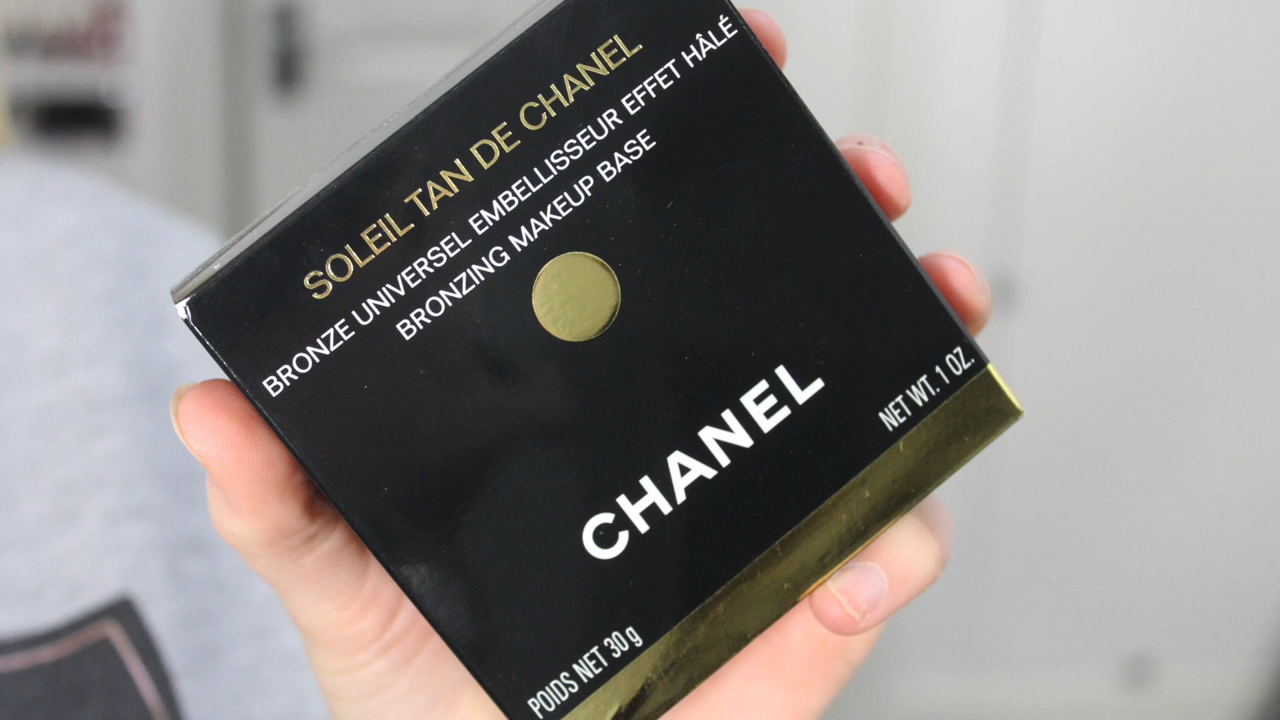 SOLEIL TAN DE CHANEL
BRONZE UNIVERSEL EMBELLISSEUR EFFET HÂLÉ
BRONZING MAKEUP BASE
CHANEL
POIDS NET 30 g
NET WT. 1 OZ.